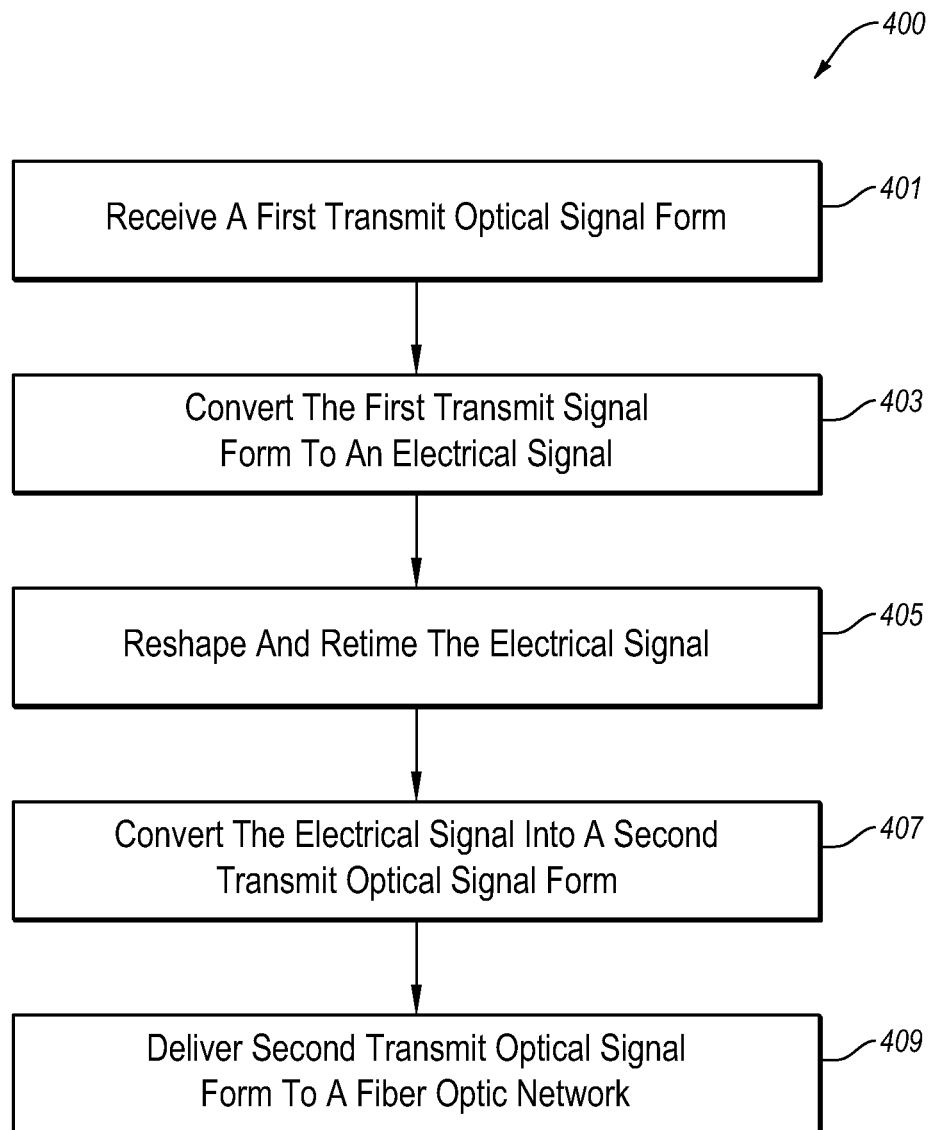 400
Receive A First Transmit Optical Signal Form
401
Convert The First Transmit Signal
Form To An Electrical Signal
403
Reshape And Retime The Electrical Signal
405
Convert The Electrical Signal Into A Second
Transmit Optical Signal Form
407
Deliver Second Transmit Optical Signal
Form To A Fiber Optic Network
409